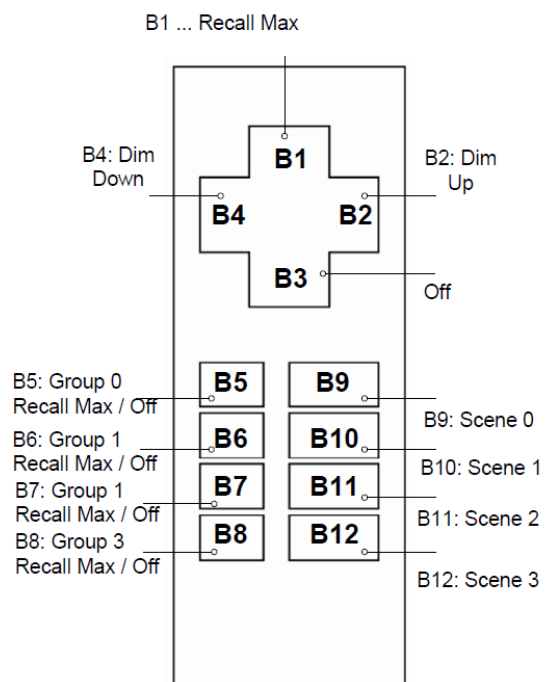 B1 ... Recall Max
B4: Dim
Down
B2: Dim
Up
B1
B4
B2
B3
Off
B5: Group 0
Recall Max / Off
B5
B9
B9: Scene 0
B6: Group 1
Recall Max / Off
B6
B10
B10: Scene 1
B7: Group 1
Recall Max / Off
B7
B11
B11: Scene 2
B8: Group 3
Recall Max / Off
B8
B12
B12: Scene 3